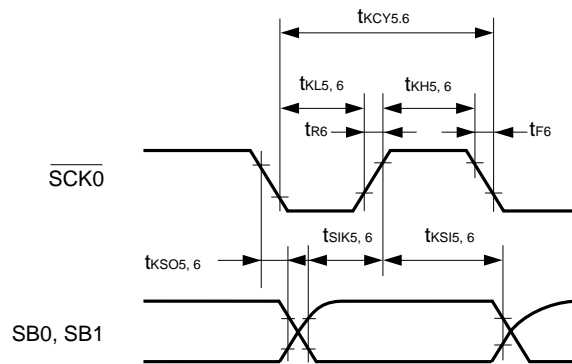 tKCY5.6
tKL5, 6
tKH5, 6
tR6
tF6
SCK0
tSIK5, 6
tKSI5, 6
tKSO5, 6
SB0, SB1